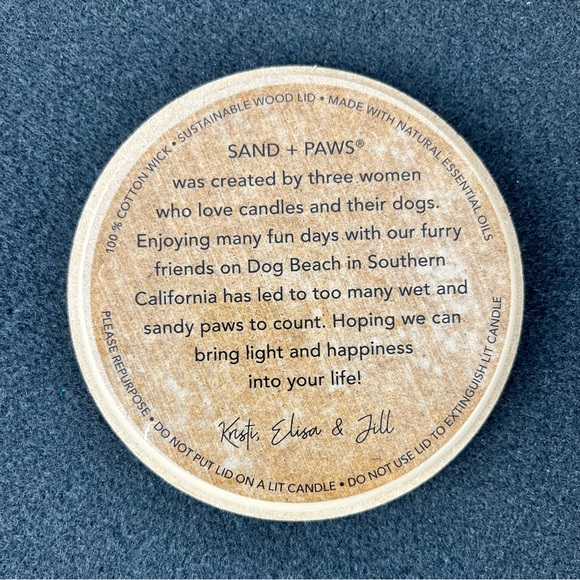 100 % COTTON WICK • SUSTAINABLE WOOD LID • MADE WITH NATURAL ESSENTIAL OILS
SAND + PAWS®
was created by three women
who love candles and their dogs.
Enjoying many fun days with our furry
friends on Dog Beach in Southern
California has led to too many wet and
sandy paws to count. Hoping we can
bring light and happiness
into your life!
Kristi, Elisa & Jill
PLEASE REPURPOSE • DO NOT PUT LID ON A LIT CANDLE • DO NOT USE LID TO EXTINGUISH LIT CANDLE